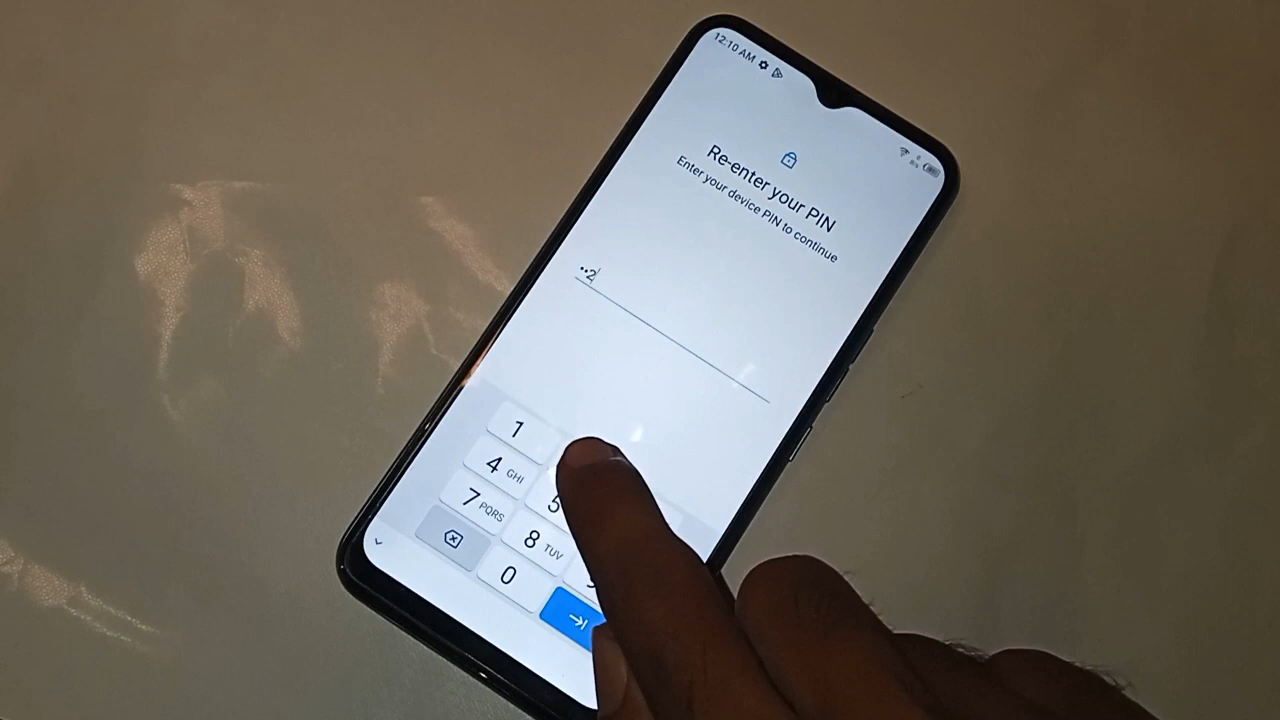 12:10 AM
Re-enter your PIN
Enter your device PIN to continue
••2
1
4 GHI
5
7 PQRS
8 TUV
0